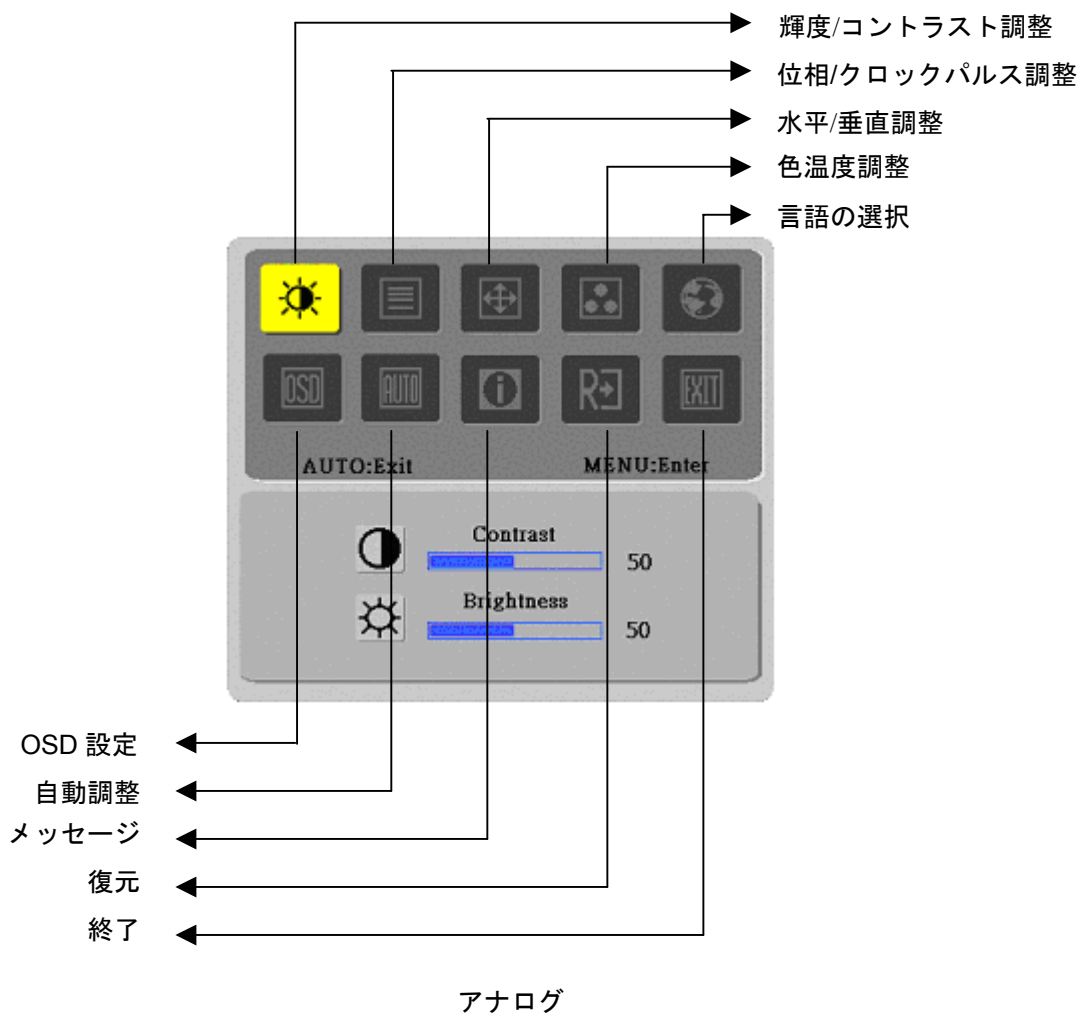 輝度/コントラスト調整
位相/クロックパルス調整
水平/垂直調整
色温度調整
言語の選択
OSD AUTO R EXIT
AUTO:Exit MENU:Enter
Contrast
50
Brightness
50
OSD 設定
自動調整
メッセージ
復元
終了
アナログ